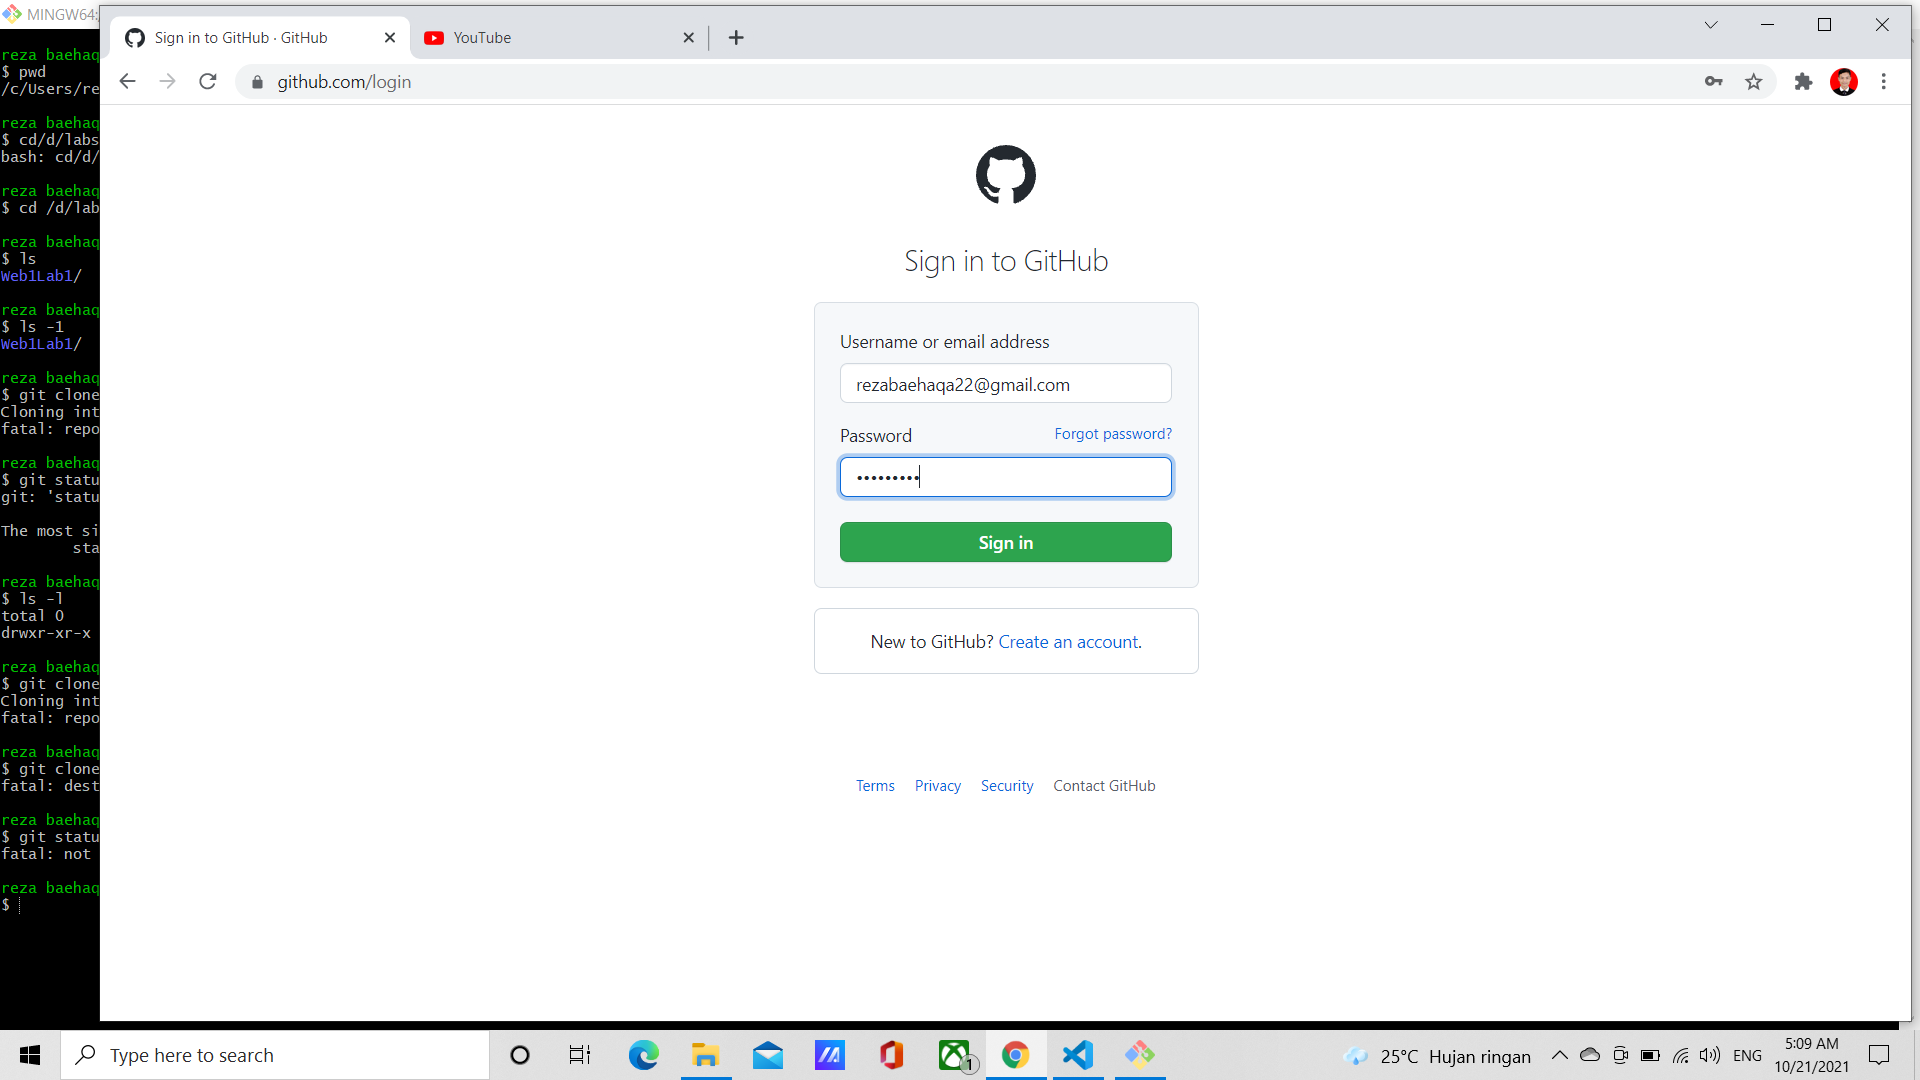 MINGW64:
reza baehaq
$ pwd
/c/Users/re
reza baehaq
$ cd/d/labs
bash: cd/d/
reza baehaq
$ cd /d/lab
reza baehaq
$ ls
Web1Lab1/
reza baehaq
$ ls -1
Web1Lab1/
reza baehaq
$ git clone
Cloning int
fatal: repo
reza baehaq
$ git statu
git: 'statu
The most si
sta
reza baehaq
$ ls -l
total 0
drwxr-xr-x
reza baehaq
$ git clone
Cloning int
fatal: repo
reza baehaq
$ git clone
fatal: dest
reza baehaq
$ git statu
fatal: not
reza baehaq
$
Sign in to GitHub · GitHub
YouTube
github.com/login
Sign in to GitHub
Username or email address
rezabaehaqa22@gmail.com
Password Forgot password?
•••••••••
Sign in
New to GitHub? Create an account.
Terms Privacy Security Contact GitHub
Type here to search
1
25°C Hujan ringan
ENG
5:09 AM
10/21/2021